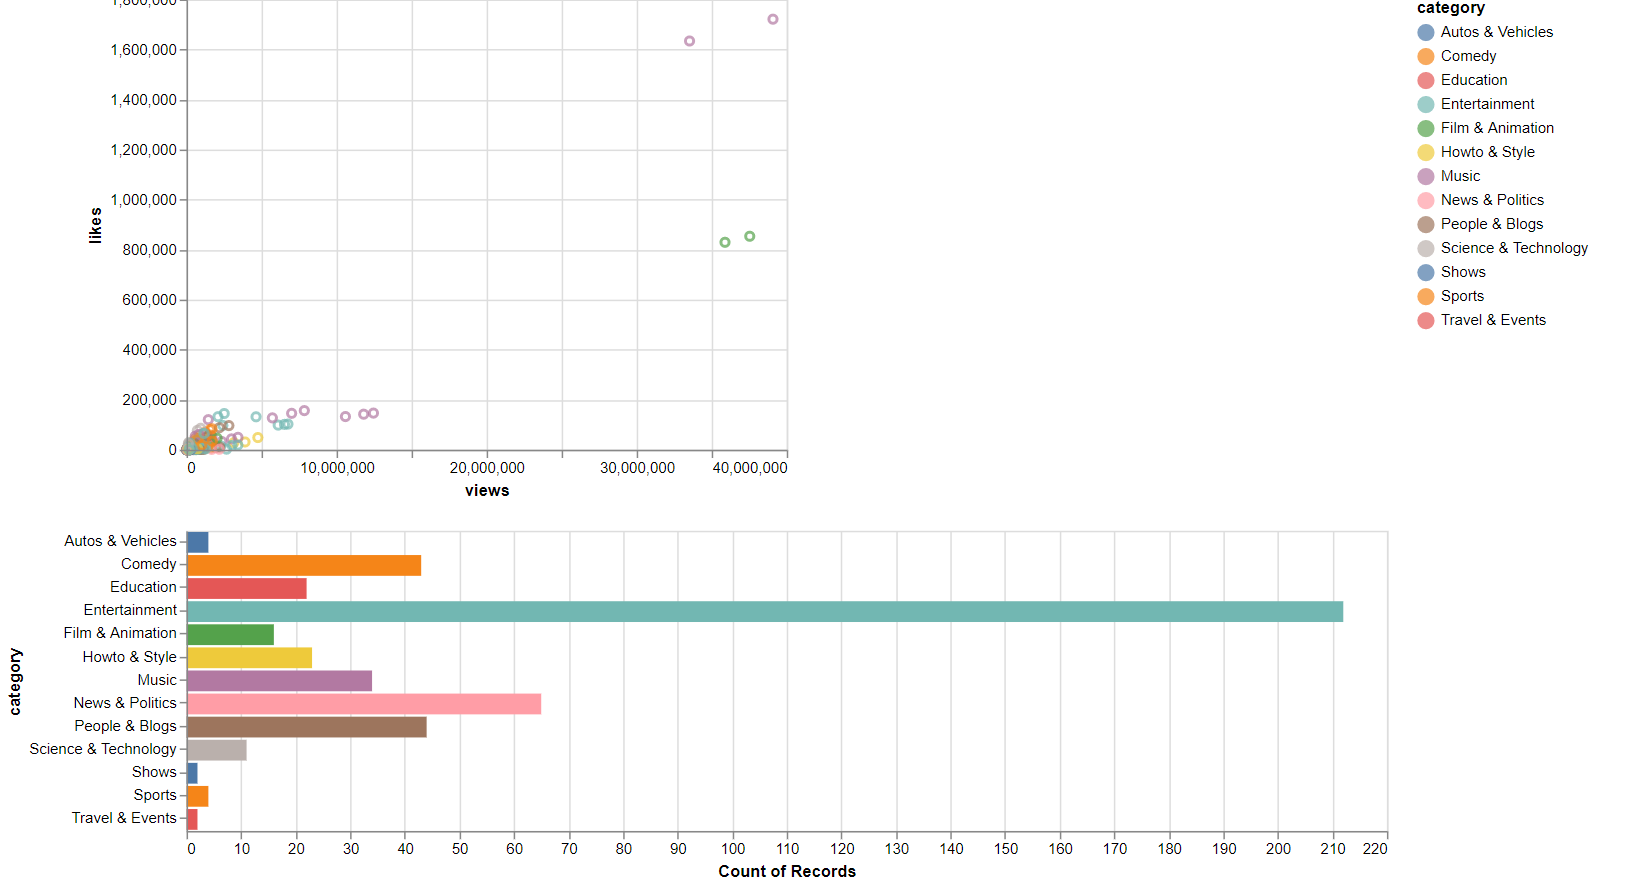 1,800,000
1,600,000
1,400,000
1,200,000
1,000,000
800,000
600,000
400,000
200,000
0
likes
0 10,000,000 20,000,000 30,000,000 40,000,000
views
category
Autos & Vehicles
Comedy
Education
Entertainment
Film & Animation
Howto & Style
Music
News & Politics
People & Blogs
Science & Technology
Shows
Sports
Travel & Events
category
Autos & Vehicles
Comedy
Education
Entertainment
Film & Animation
Howto & Style
Music
News & Politics
People & Blogs
Science & Technology
Shows
Sports
Travel & Events
0 10 20 30 40 50 60 70 80 90 100 110 120 130 140 150 160 170 180 190 200 210 220
Count of Records